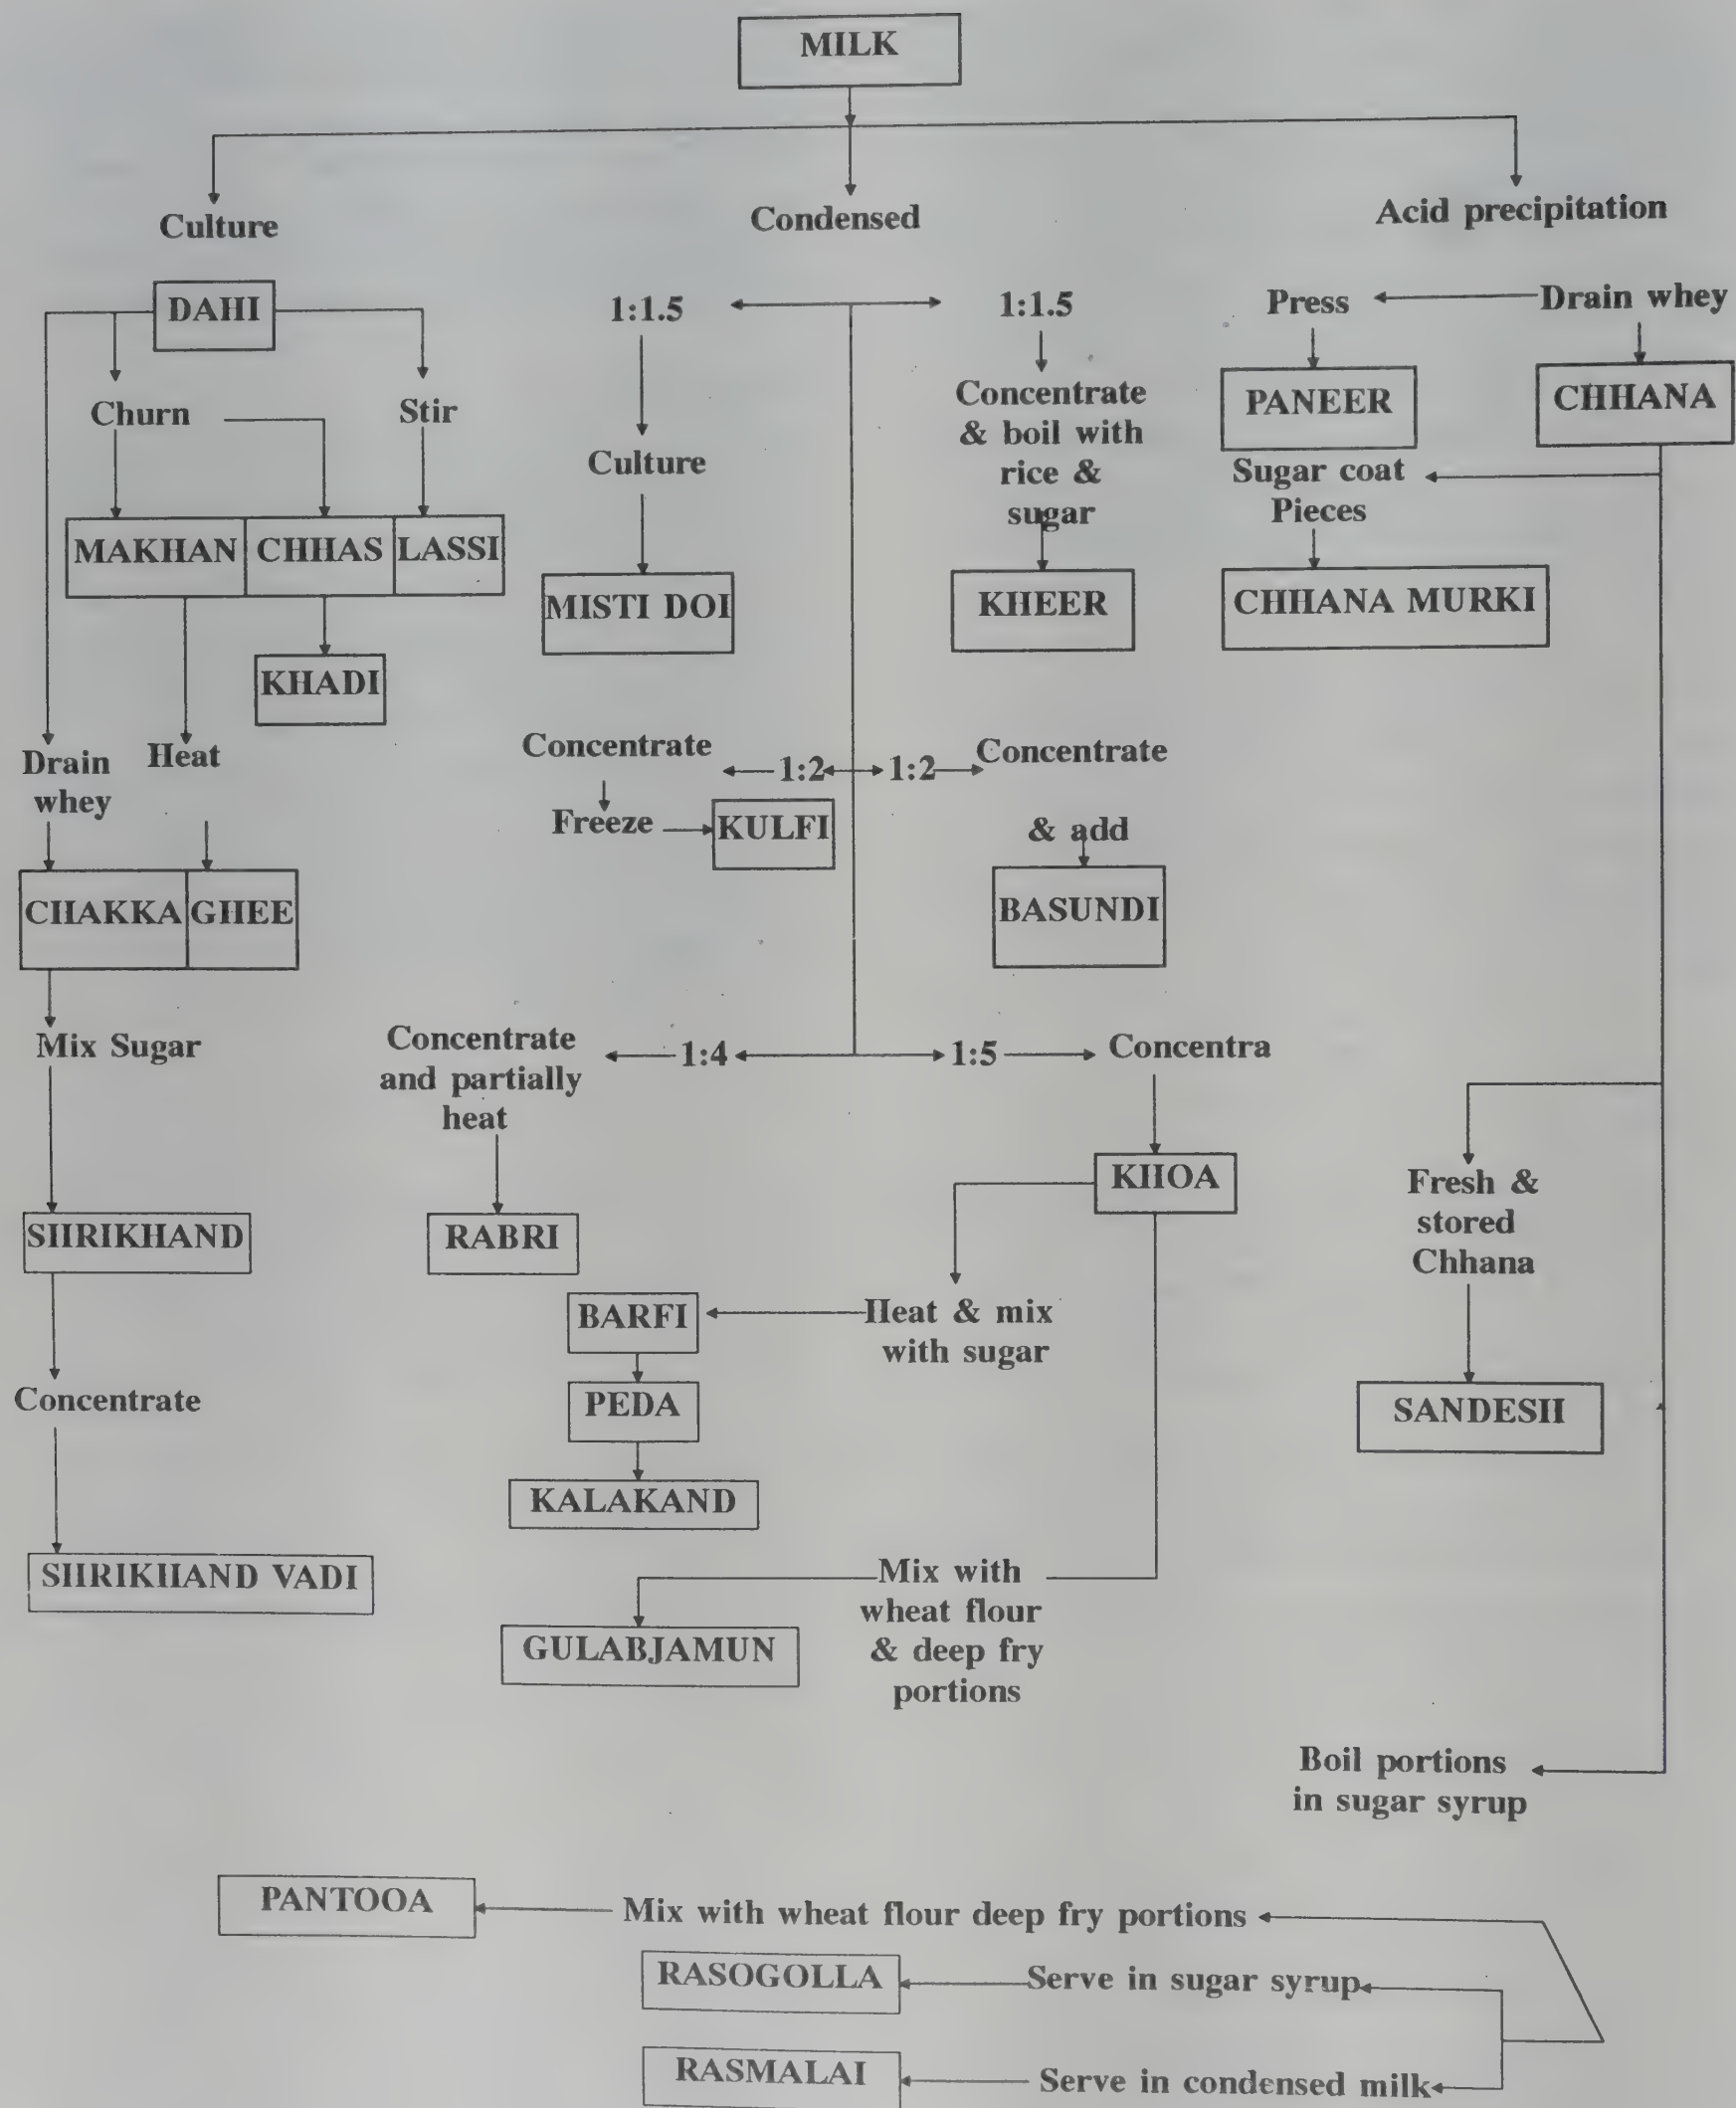 MILK
Culture
Condensed
Acid precipitation
DAHI
1:1.5
1:1.5
Press
Drain whey
Churn
Stir
Culture
Concentrate
& boil with
rice &
sugar
PANEER
CHHANA
Sugar coat
Pieces
MAKHAN
CHHAS
LASSI
MISTI DOI
KHEER
CHHANA MURKI
KHADI
Drain
whey
Heat
Concentrate
1:2
1:2
Concentrate
Freeze
KULFI
& add
CHAKKA
GHEE
BASUNDI
Mix Sugar
Concentrate
and partially
heat
1:4
1:5
Concentra
KHOA
Fresh &
stored
Chhana
SHRIKHAND
RABRI
BARFI
Heat & mix
with sugar
Concentrate
PEDA
SANDESH
KALAKAND
SHRIKHAND VADI
Mix with
wheat flour
& deep fry
portions
GULABJAMUN
Boil portions
in sugar syrup
PANTOOA
Mix with wheat flour deep fry portions
RASOGOLLA
Serve in sugar syrup
RASMALAI
Serve in condensed milk